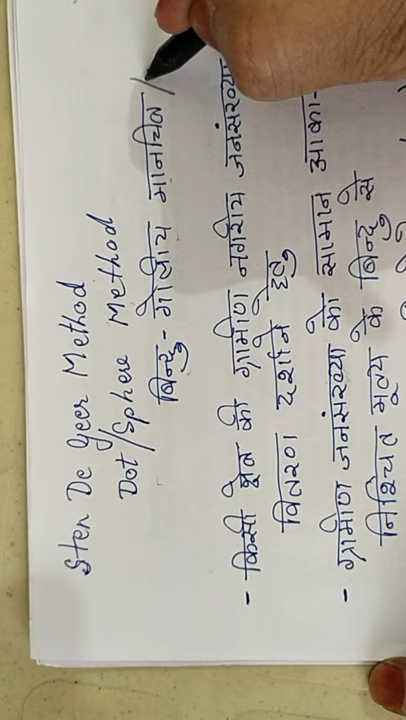 Sten De Geer Method
Dot/Sphere Method
बिन्दु - गोलीय मानचित्र /
- किसी क्षेत्र की ग्रामीण नगरीय जनसंख्या
वितरण दर्शाने हेतु
- ग्रामीण जनसंख्या को सामान आका-
निश्चित मूल्य के बिन्दु से